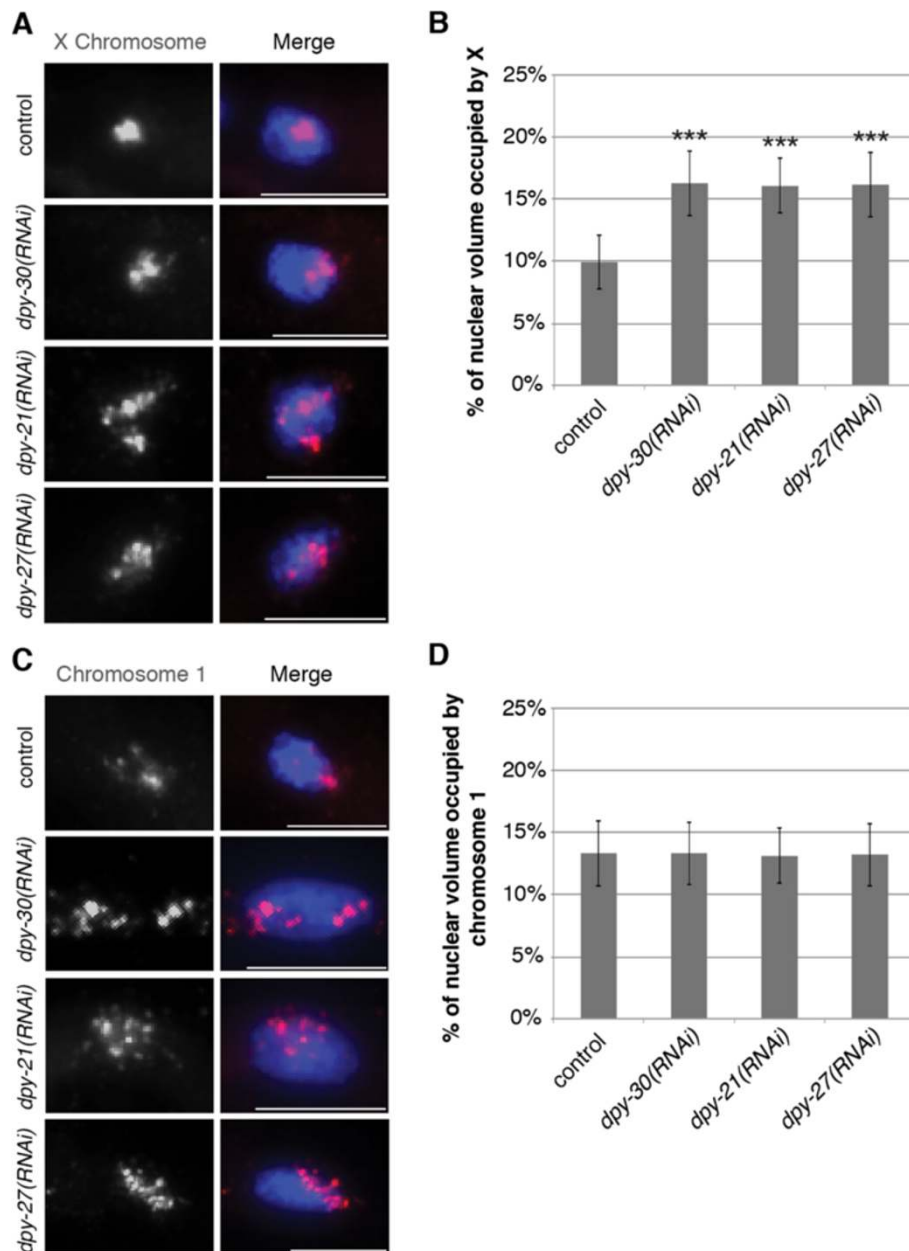 A
X Chromosome
Merge
control
dpy-30(RNAi)
dpy-21(RNAi)
dpy-27(RNAi)
B
% of nuclear volume occupied by X
25%
20%
15%
10%
5%
0%
***
***
***
control
dpy-30(RNAi)
dpy-21(RNAi)
dpy-27(RNAi)
C
Chromosome 1
Merge
control
dpy-30(RNAi)
dpy-21(RNAi)
dpy-27(RNAi)
D
% of nuclear volume occupied by
chromosome 1
25%
20%
15%
10%
5%
0%
control
dpy-30(RNAi)
dpy-21(RNAi)
dpy-27(RNAi)